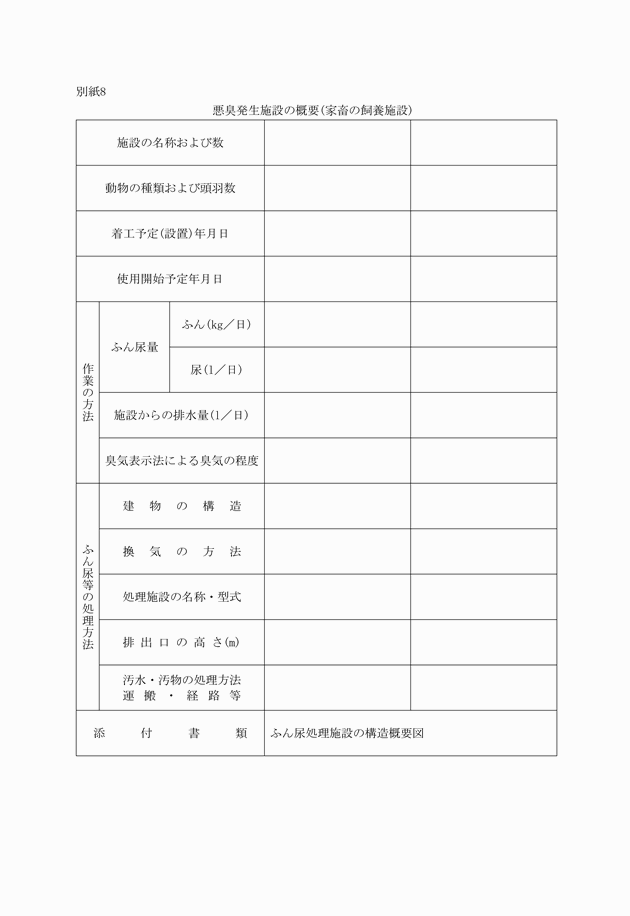 別紙8
悪臭発生施設の概要(家畜の飼養施設)
施設の名称および数
動物の種類および頭羽数
着工予定(設置)年月日
使用開始予定年月日
作業の方法
ふん尿量
ふん(kg／日)
尿(l／日)
施設からの排水量(l／日)
臭気表示法による臭気の程度
ふん尿等の処理方法
建物の構造
換気の方法
処理施設の名称・型式
排出口の高さ(m)
汚水・汚物の処理方法
運搬・経路等
添付書類
ふん尿処理施設の構造概要図